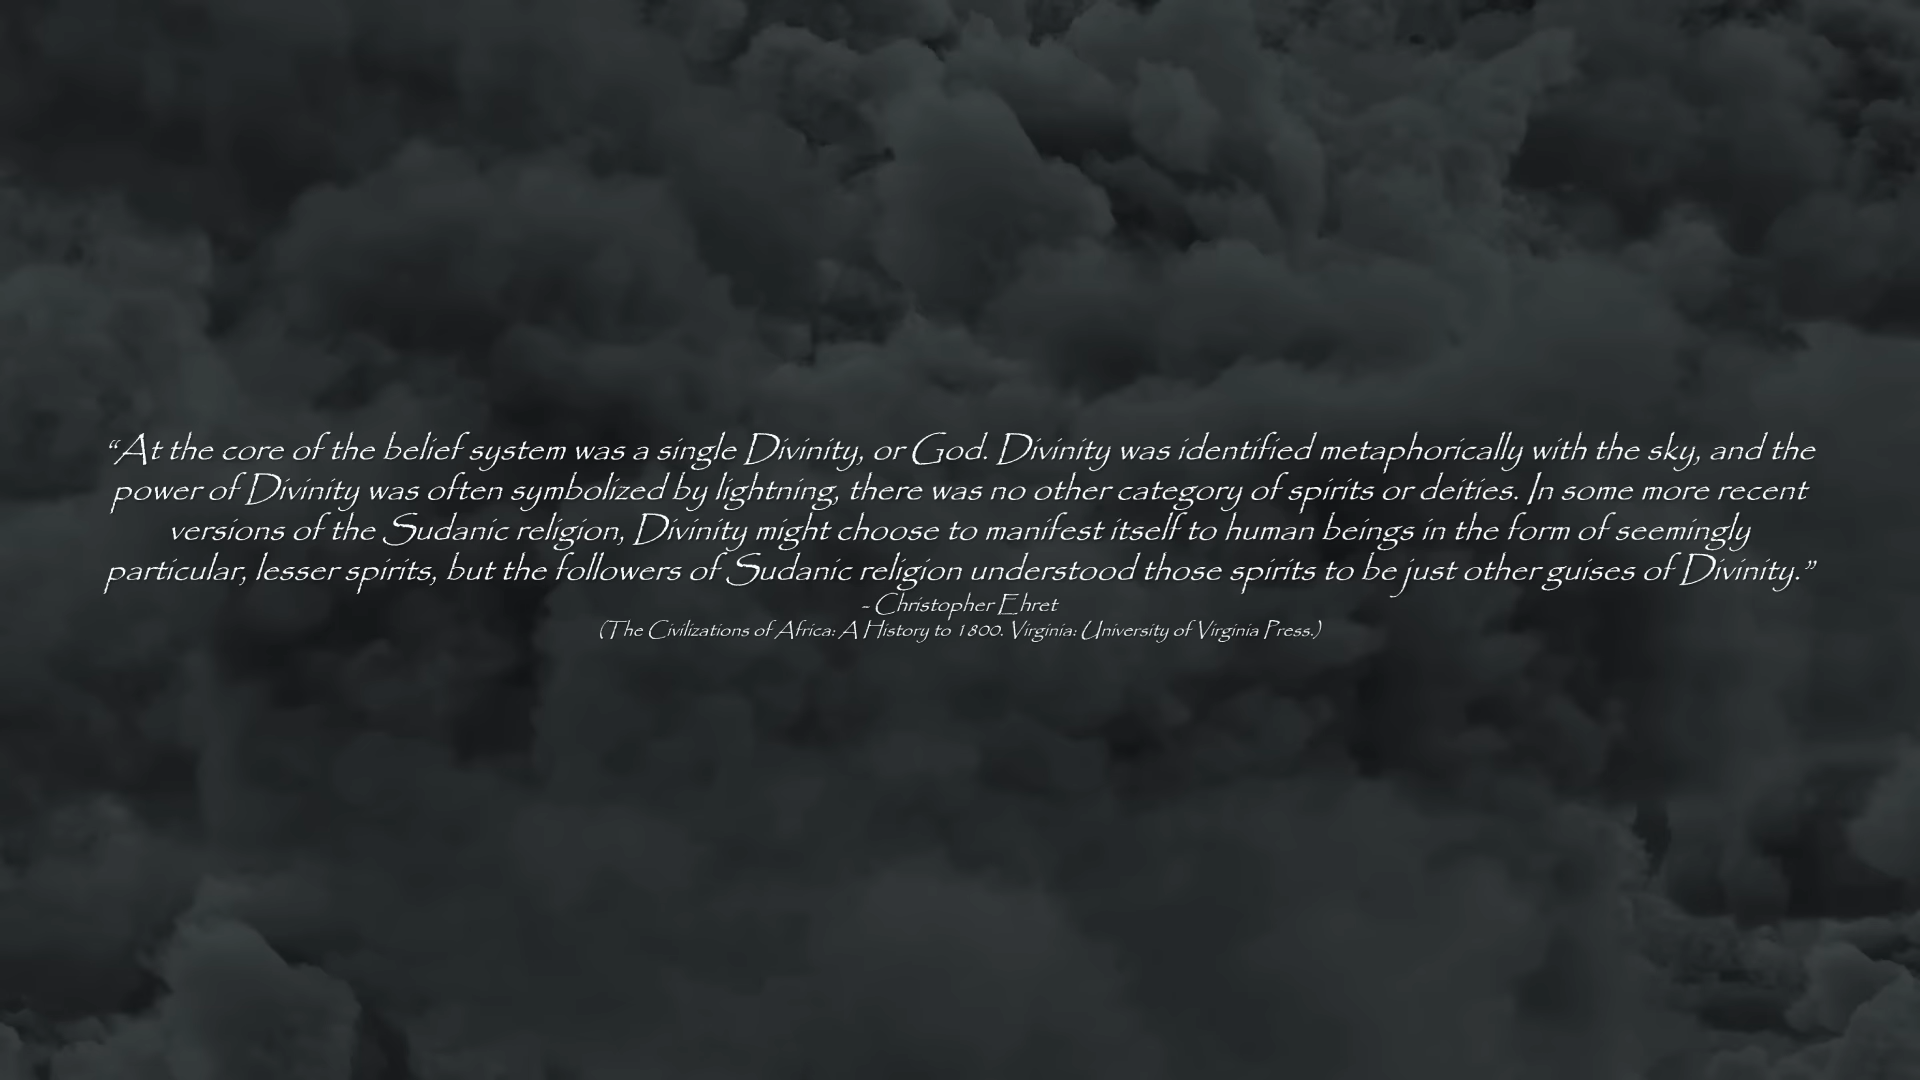 “At the core of the belief system was a single Divinity, or God. Divinity was identified metaphorically with the sky, and the
power of Divinity was often symbolized by lightning, there was no other category of spirits or deities. In some more recent
versions of the Sudanic religion, Divinity might choose to manifest itself to human beings in the form of seemingly
particular, lesser spirits, but the followers of Sudanic religion understood those spirits to be just other guises of Divinity.”
- Christopher Ehret
(The Civilizations of Africa: A History to 1800. Virginia: University of Virginia Press.)